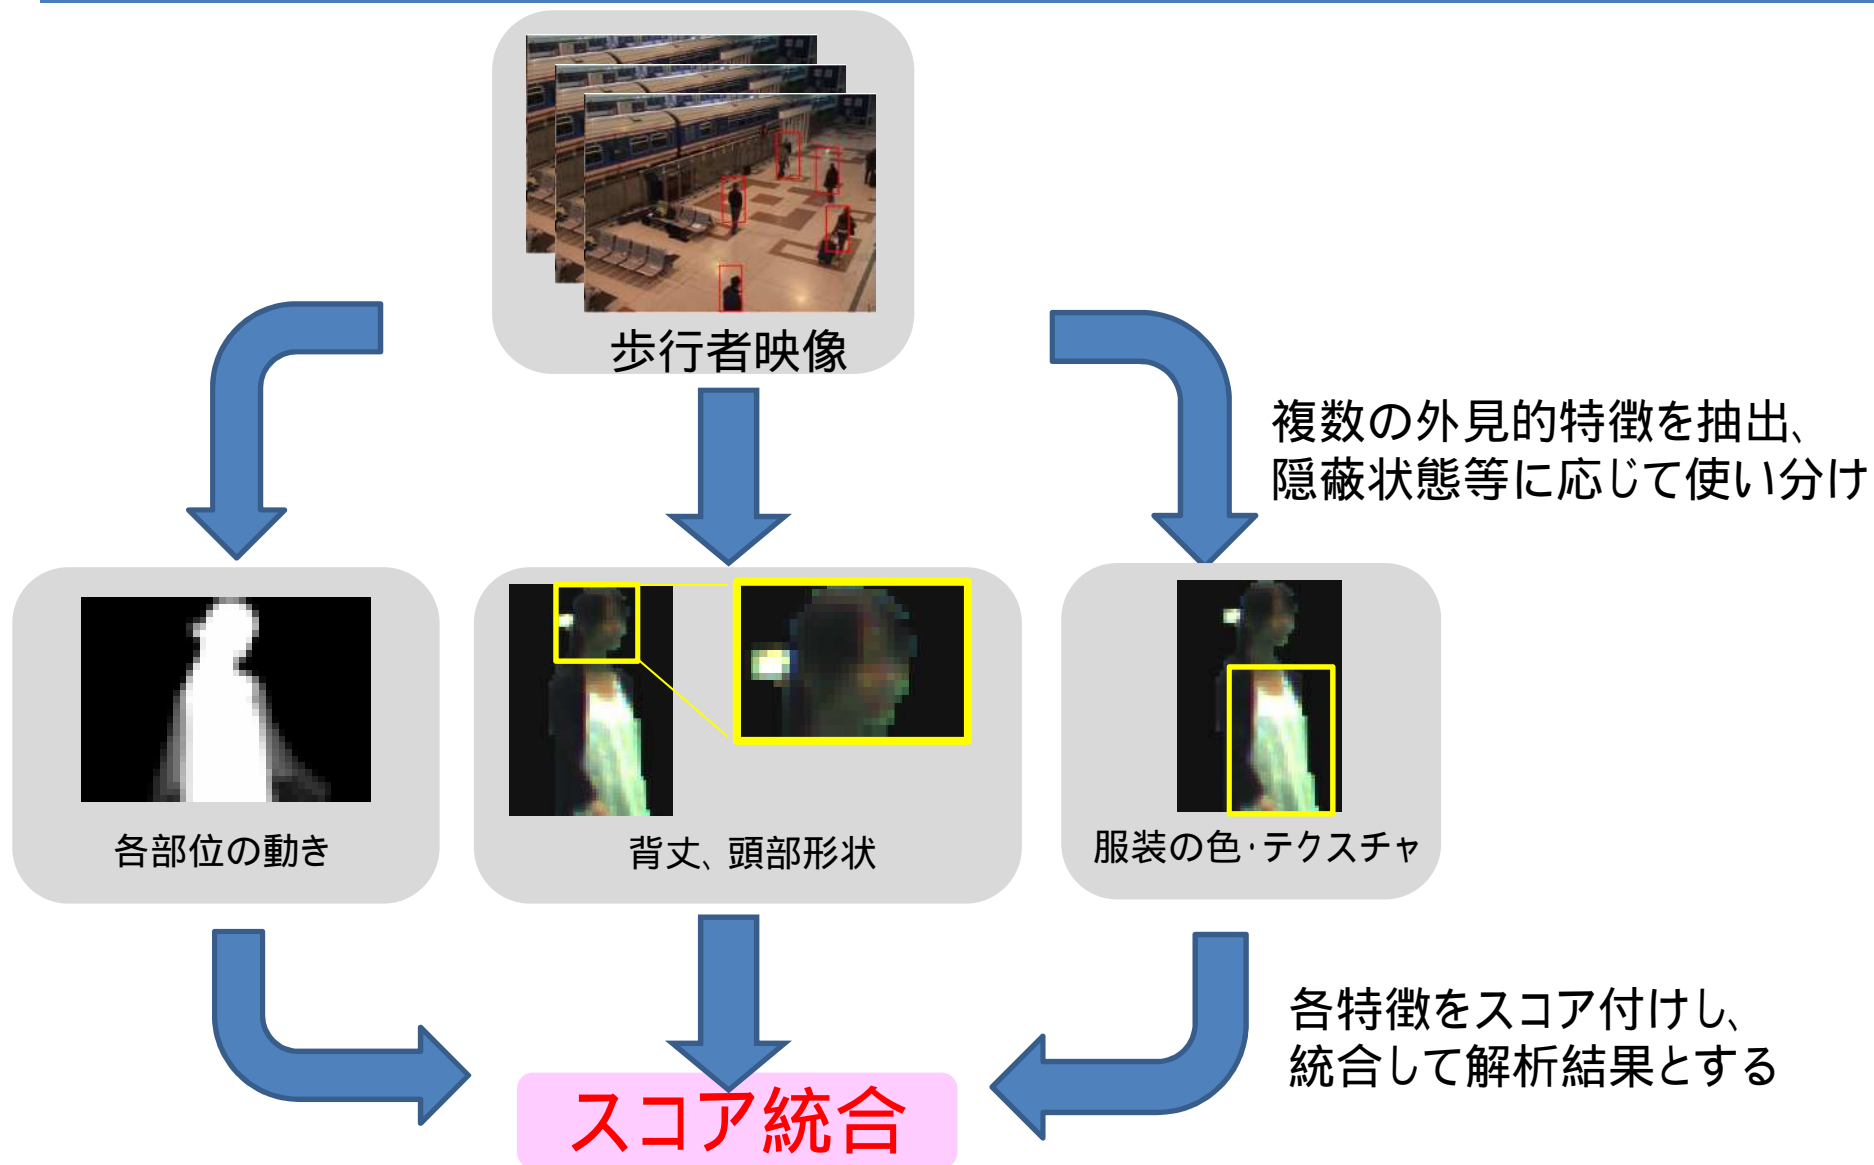 歩行者映像
複数の外見的特徴を抽出、
隠蔽状態等に応じて使い分け
各部位の動き
背丈、頭部形状
服装の色・テクスチャ
各特徴をスコア付けし、
統合して解析結果とする
スコア統合